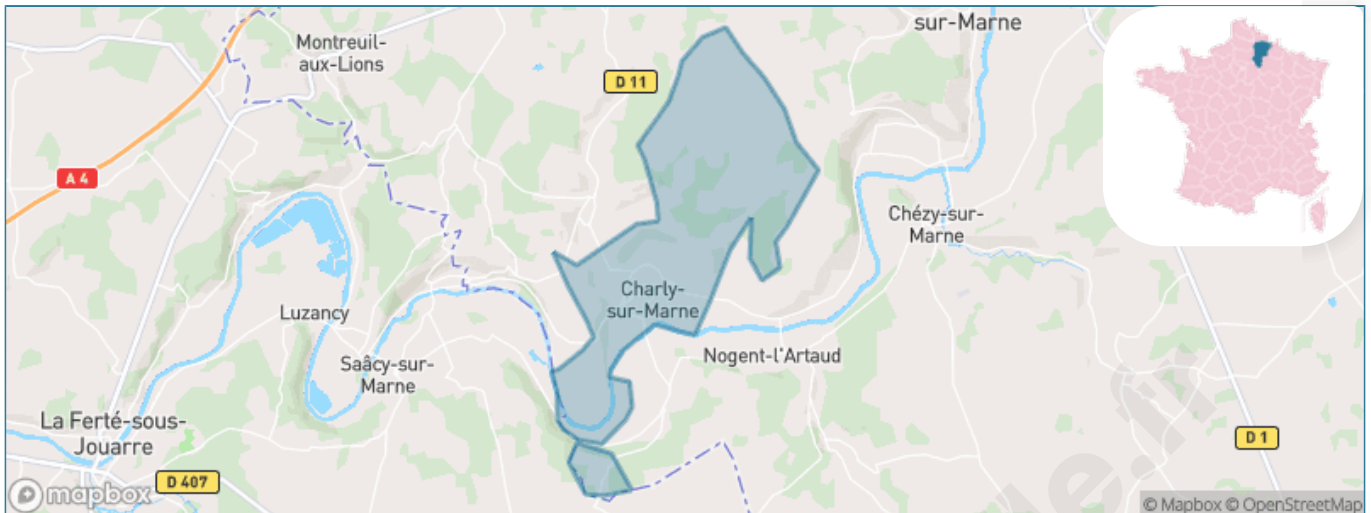 sur-Marne
Montreuil-
aux-Lions
D 11
A 4
Chézy-sur-
Marne
Charly-
sur-Marne
Luzancy
Saâcy-sur-
Marne
Nogent-l'Artaud
La Ferté-sous-
Jouarre
D 1
D 407
mapbox
© Mapbox © OpenStreetMap